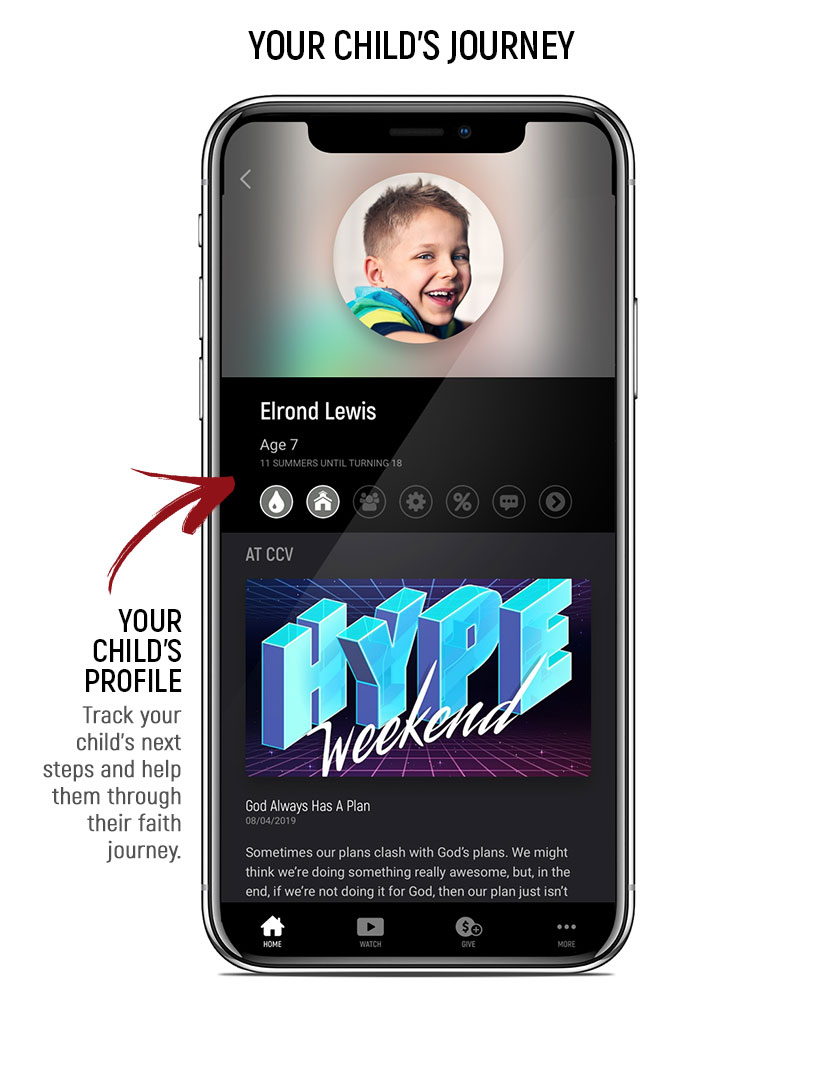 YOUR CHILD'S JOURNEY
Elrond Lewis
Age 7
11 SUMMERS UNTIL TURNING 18
%
AT CCV
HYPE
weekend
YOUR
CHILD'S
PROFILE
Track your
child's next
steps and help
them through
their faith
journey.
God Always Has A Plan
08/04/2019
Sometimes our plans clash with God's plans. We might
think we're doing something really awesome, but, in the
end, if we're not doing it for God, then our plan just isn't
HOME
WATCH
$
GIVE
MORE